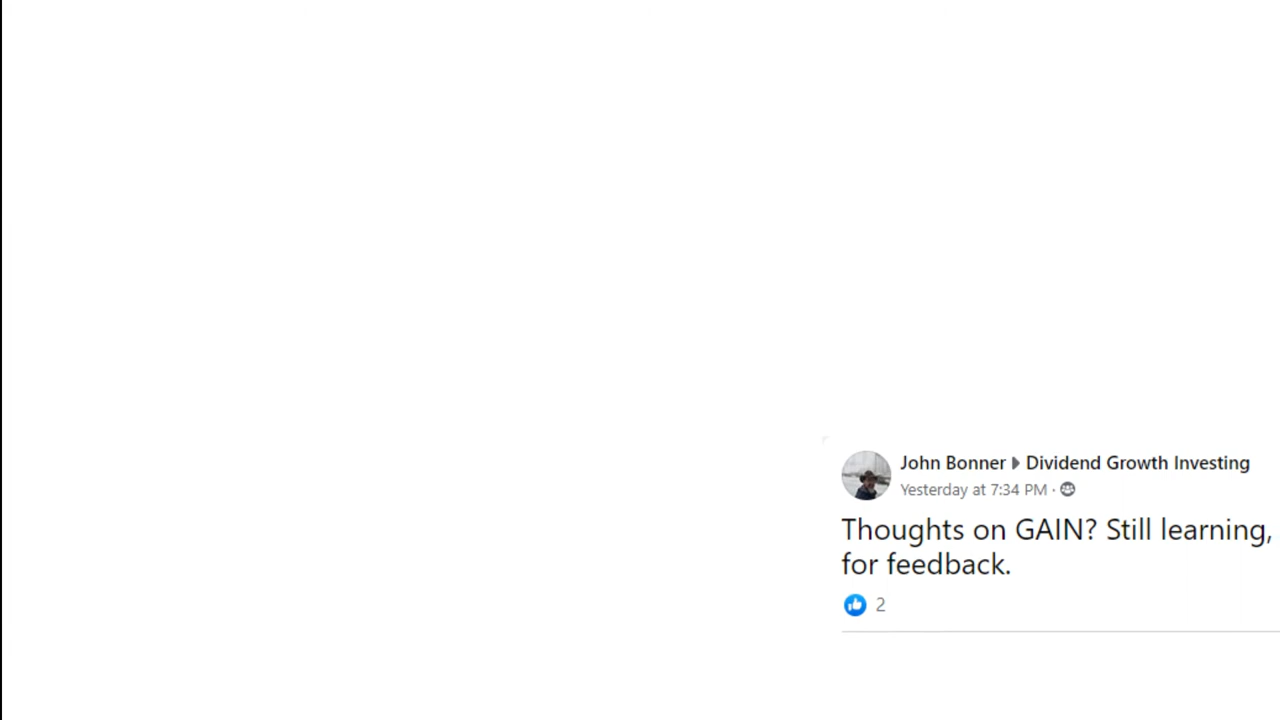 John Bonner ▶ Dividend Growth Investing
Yesterday at 7:34 PM ·
Thoughts on GAIN? Still learning,
for feedback.
2